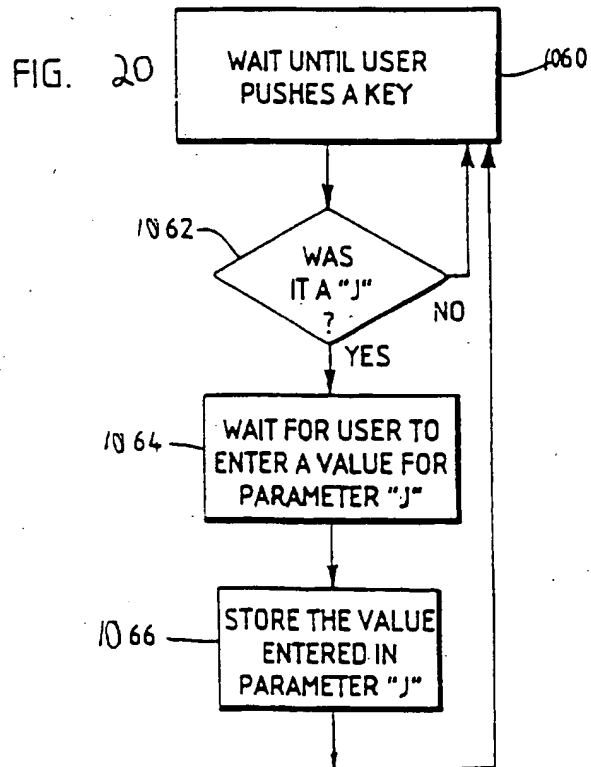 FIG. 20
WAIT UNTIL USER
PUSHES A KEY
1060
1062
WAS
IT A "J"
?
NO
YES
1064
WAIT FOR USER TO
ENTER A VALUE FOR
PARAMETER "J"
1066
STORE THE VALUE
ENTERED IN
PARAMETER "J"